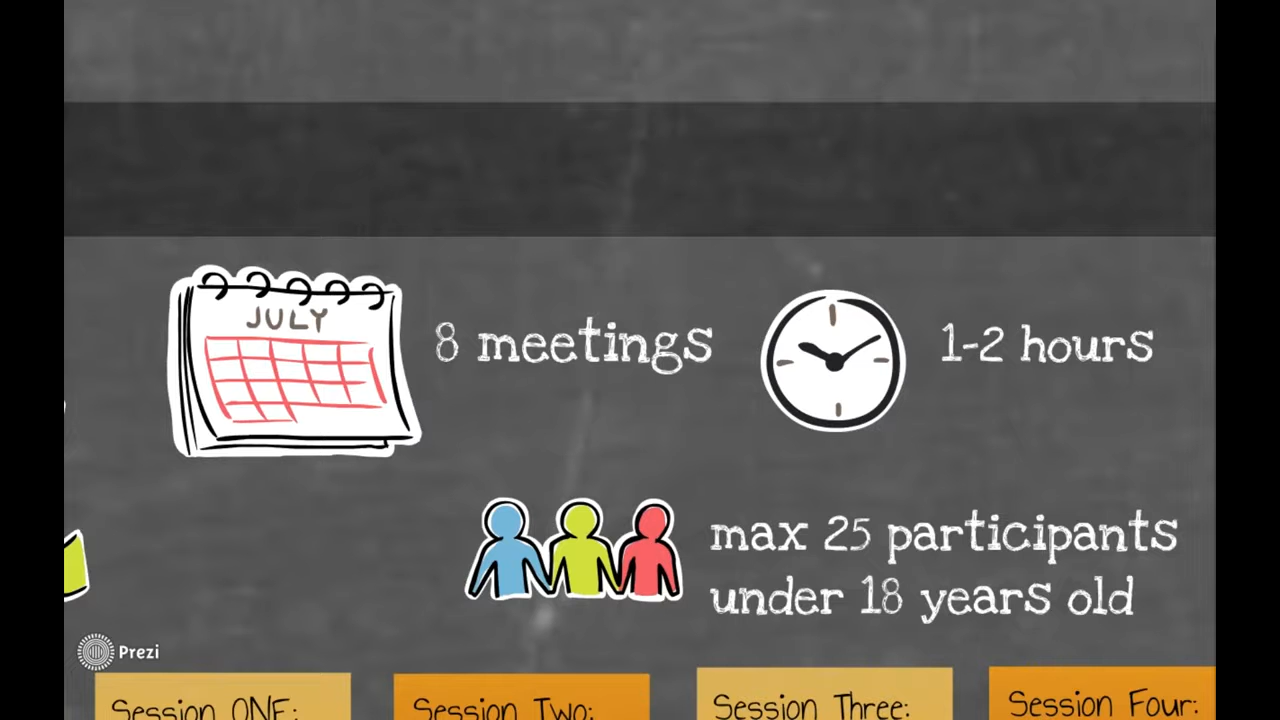 JULY
8 meetings
1-2 hours
max 25 participants
under 18 years old
Prezi
Session ONE:
Session Two:
Session Three:
Session Four: